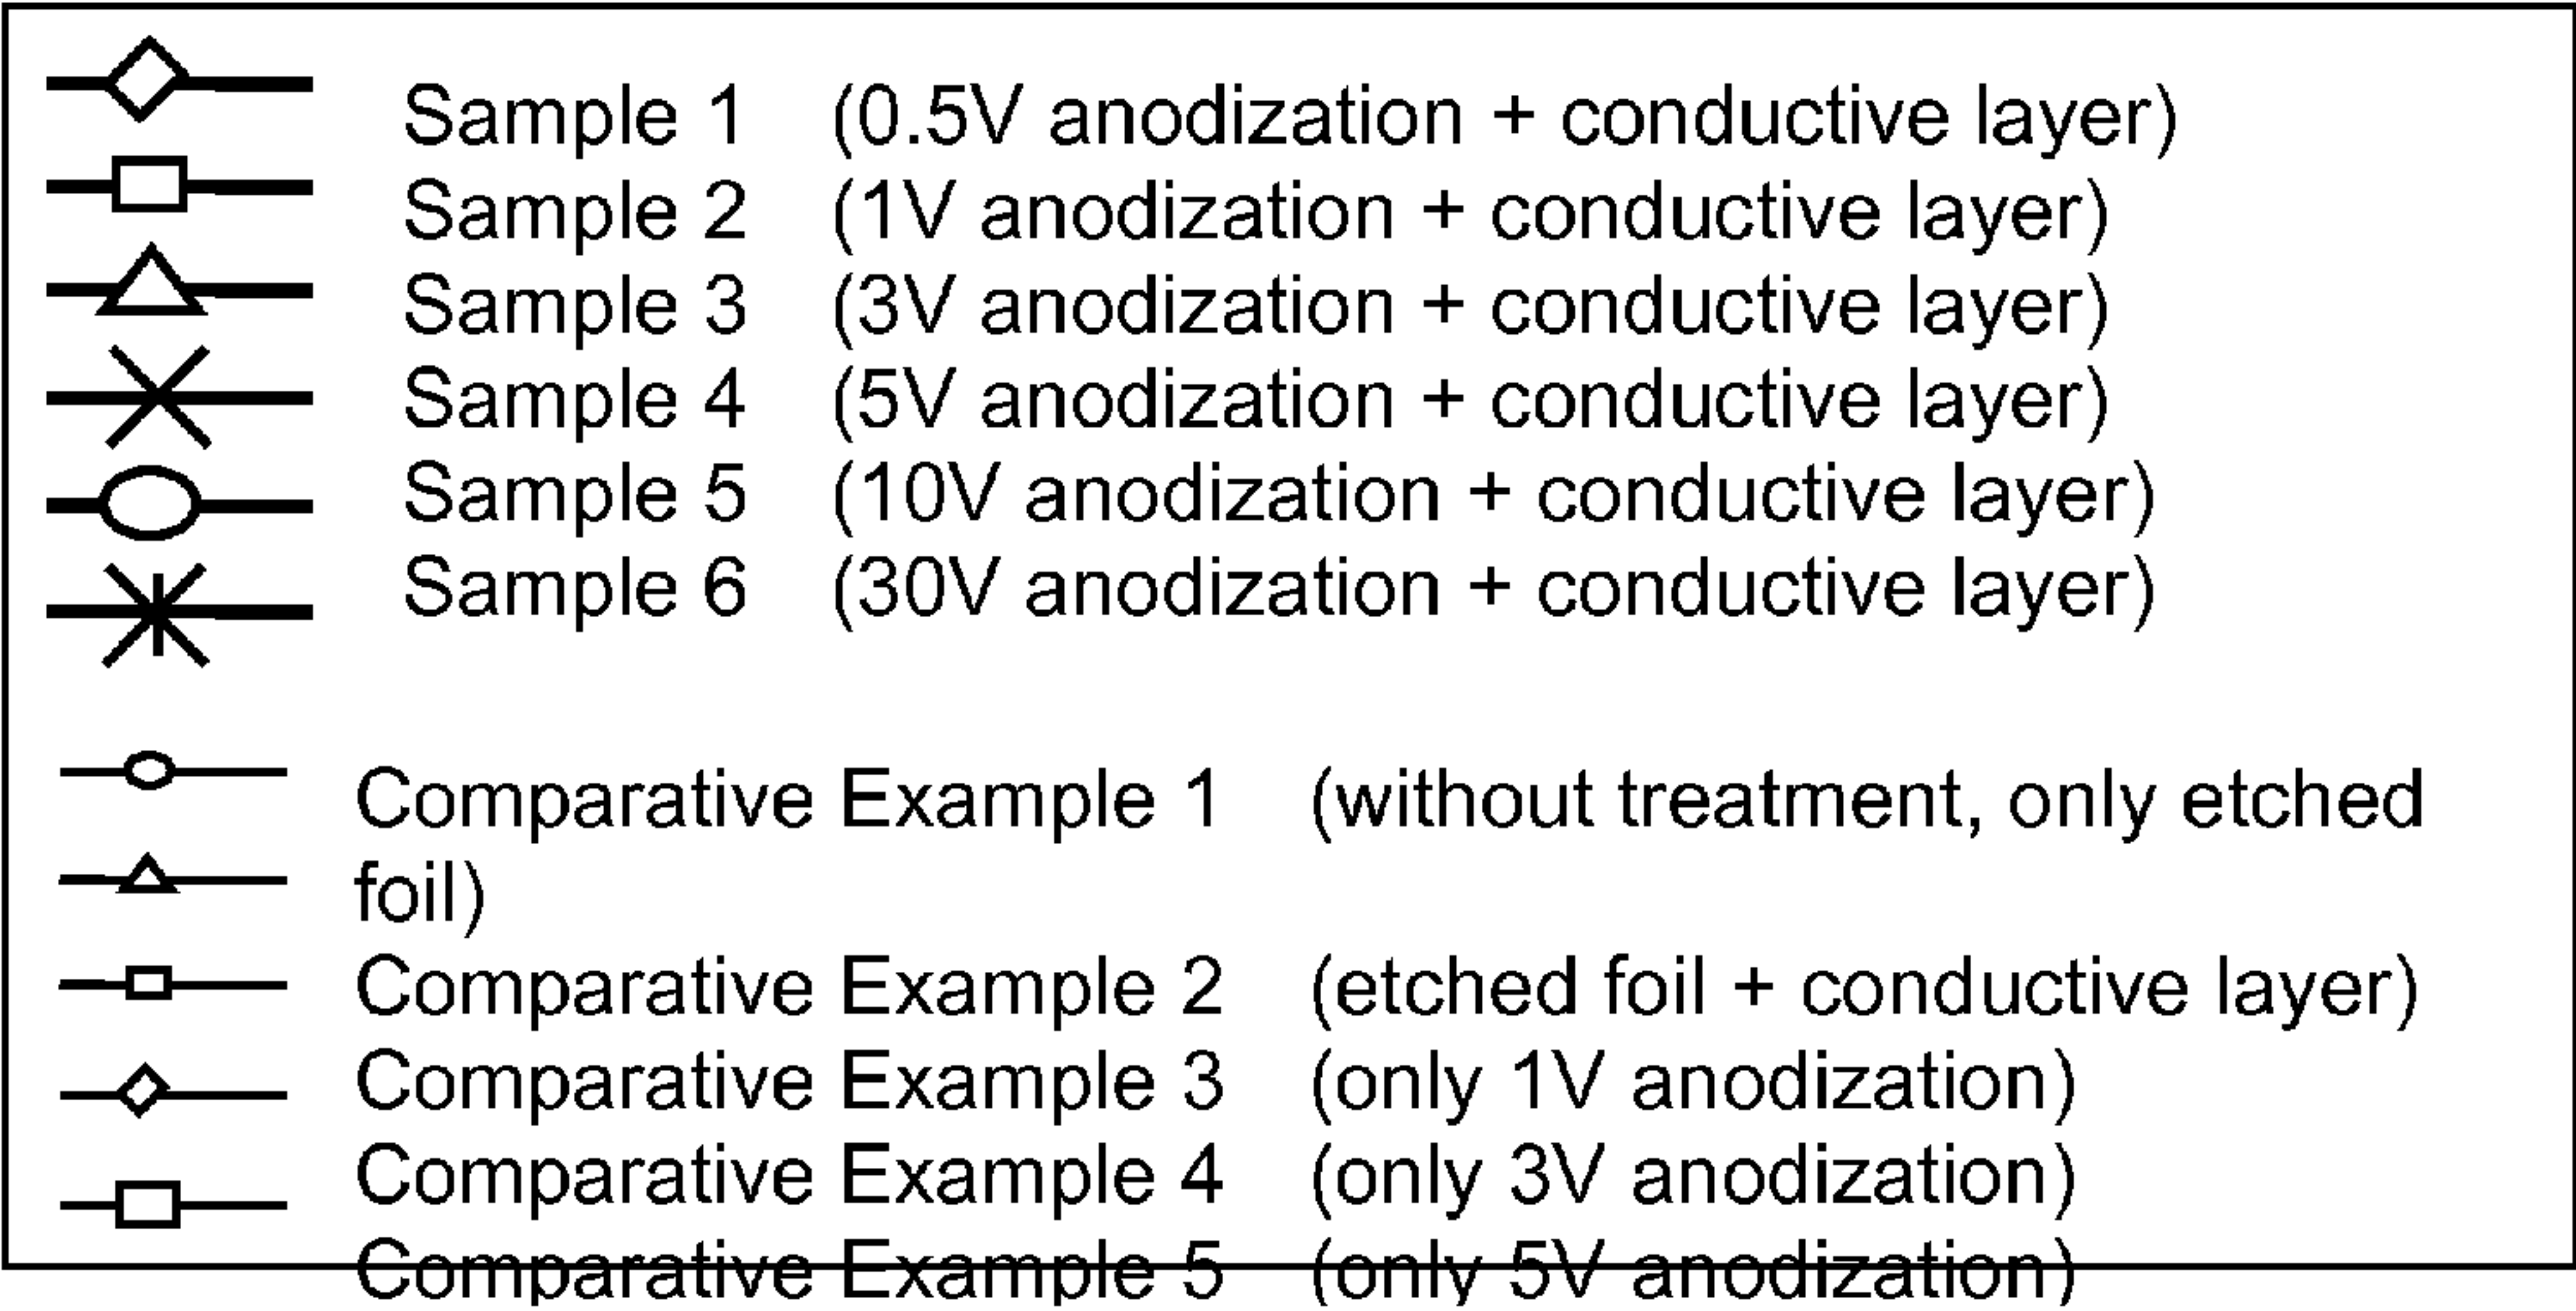 Sample 1 (0.5V anodization + conductive layer)
Sample 2 (1V anodization + conductive layer)
Sample 3 (3V anodization + conductive layer)
Sample 4 (5V anodization + conductive layer)
Sample 5 (10V anodization + conductive layer)
Sample 6 (30V anodization + conductive layer)
Comparative Example 1 (without treatment, only etched
foil)
Comparative Example 2 (etched foil + conductive layer)
Comparative Example 3 (only 1V anodization)
Comparative Example 4 (only 3V anodization)
Comparative Example 5 (only 5V anodization)